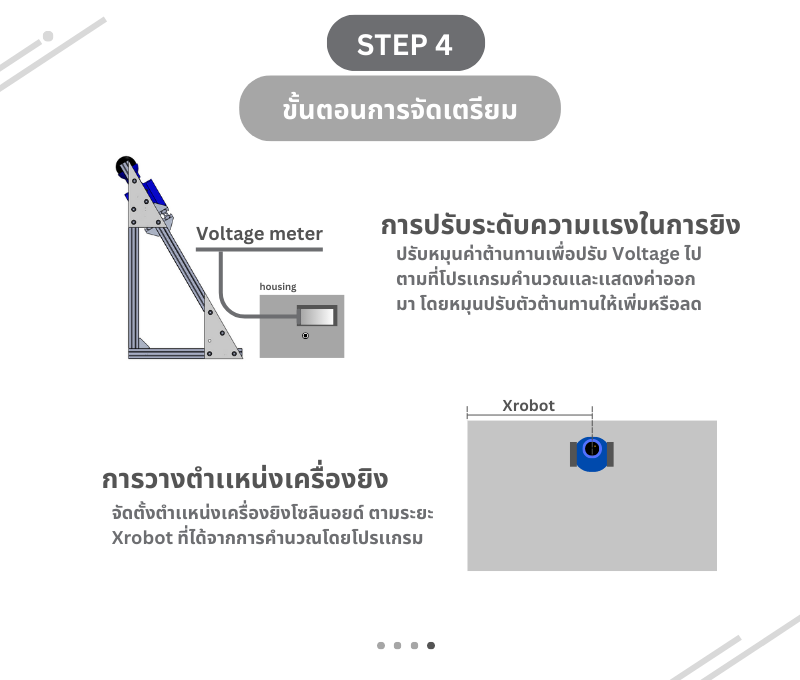 STEP 4
ขั้นตอนการจัดเตรียม
Voltage meter
housing
การปรับระดับความแรงในการยิง
ปรับหมุนค่าต้านทานเพื่อปรับ Voltage ไป
ตามที่โปรแกรมคำนวณและแสดงค่าออก
มา โดยหมุนปรับตัวต้านทานให้เพิ่มหรือลด
Xrobot
การวางตำแหน่งเครื่องยิง
จัดตั้งตำแหน่งเครื่องยิงโซลินอยด์ ตามระยะ
Xrobot ที่ได้จากการคำนวณโดยโปรแกรม